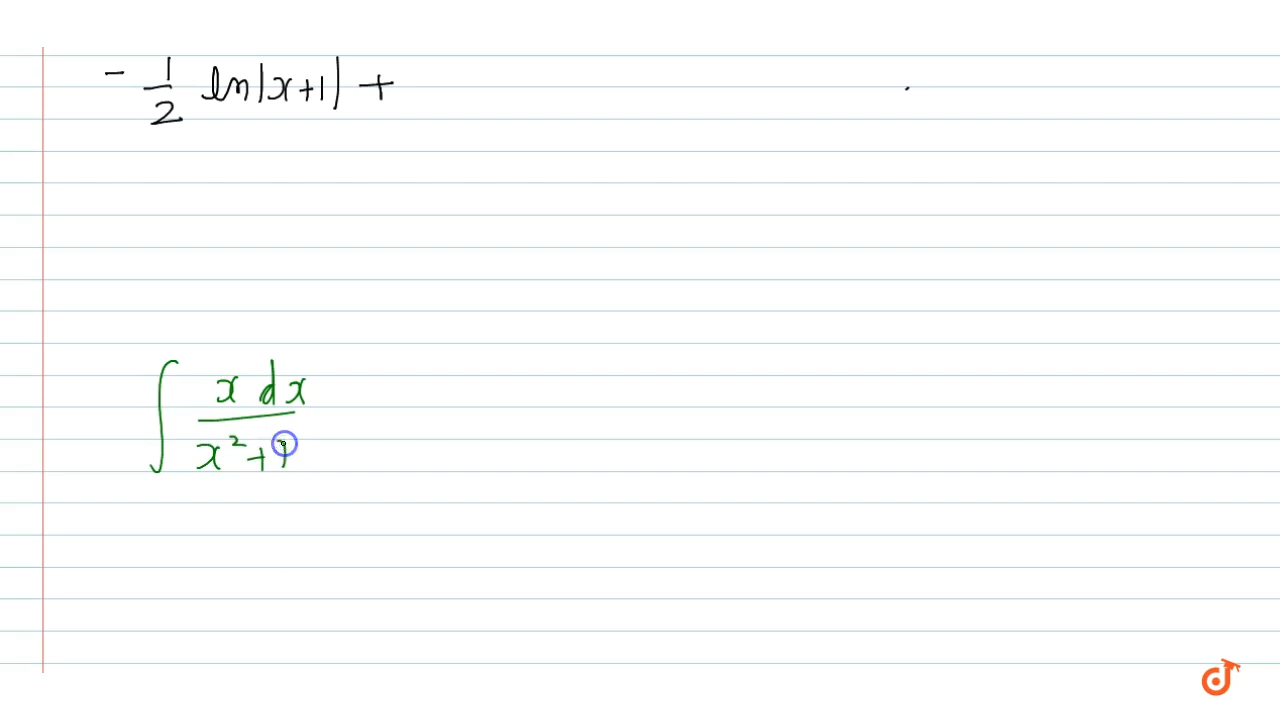 - 1/2 ln|x+1| +
∫ x dx / x² + 1